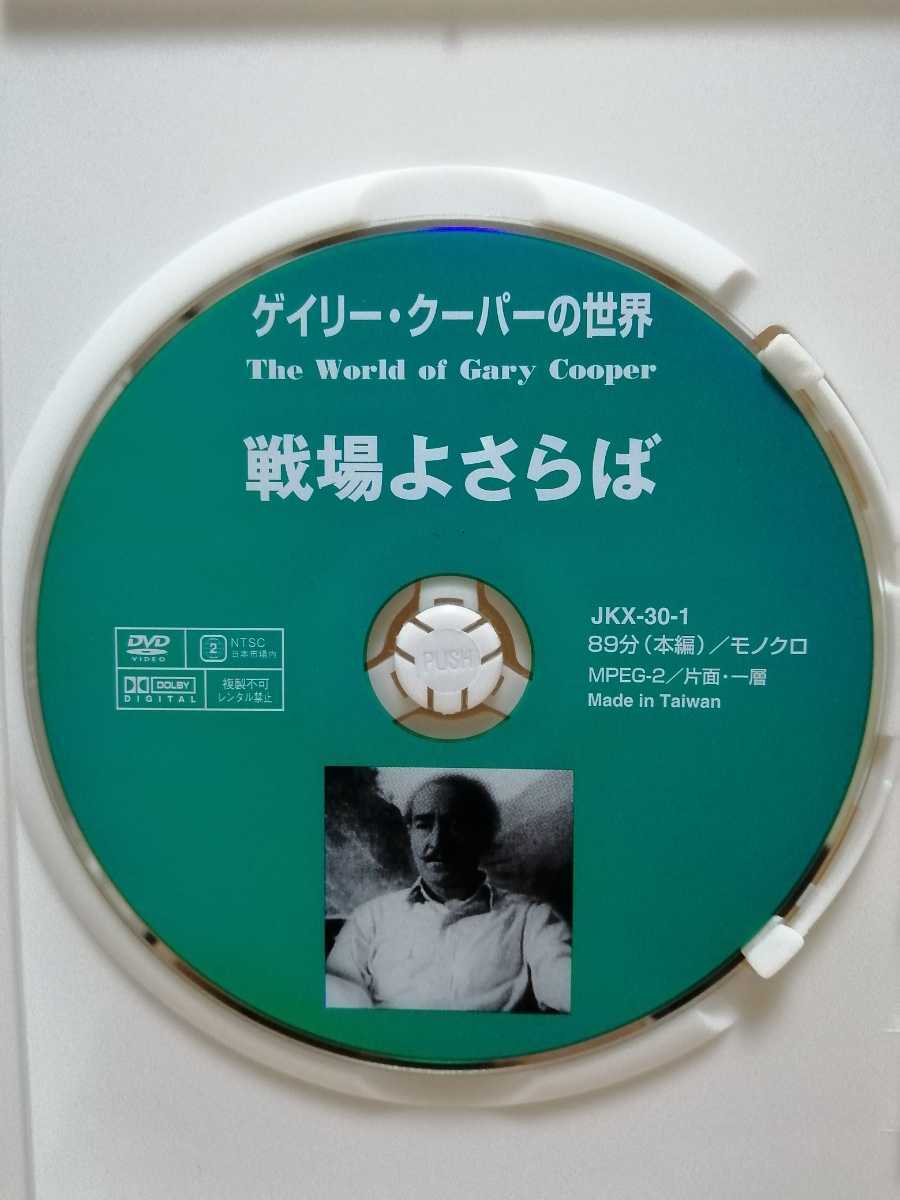 ゲイリー・クーパーの世界
The World of Gary Cooper
戦場よさらば
DVD
VIDEO
2
NTSC
日本市場内
DOLBY
DIGITAL
複製不可
レンタル禁止
PUSH
JKX-30-1
89分(本編)/モノクロ
MPEG-2/片面・一層
Made in Taiwan